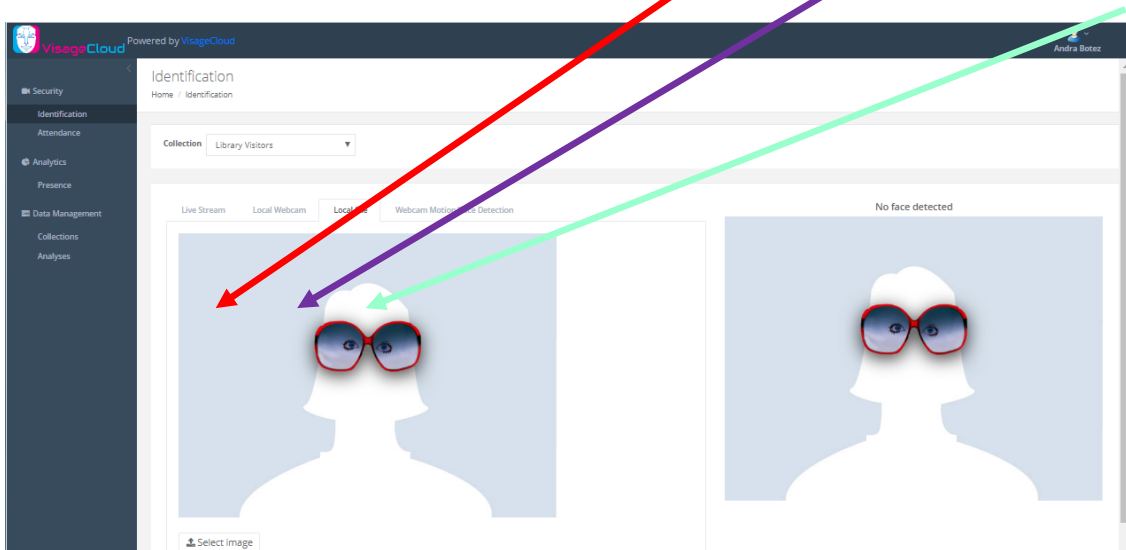 VisageCloud Powered by VisageCloud
Andra Botez
Security
Identification
Attendance
Analytics
Presence
Data Management
Collections
Analyses
Identification
Home / Identification
Collection Library Visitors
Live Stream Local Webcam Local Webcam Motion Detection
No face detected
Select image